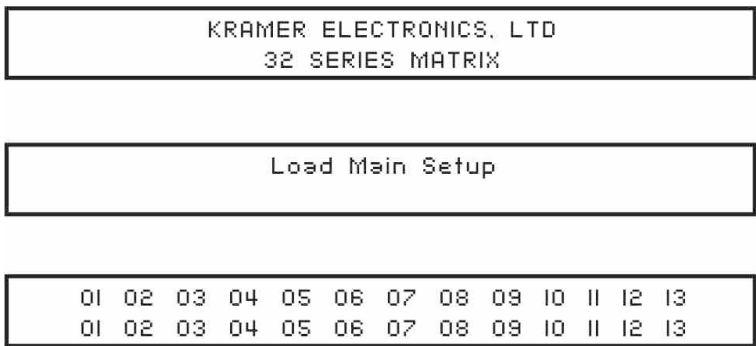 KRAMER ELECTRONICS, LTD
32 SERIES MATRIX
Load Main Setup
01 02 03 04 05 06 07 08 09 10 11 12 13
01 02 03 04 05 06 07 08 09 10 11 12 13